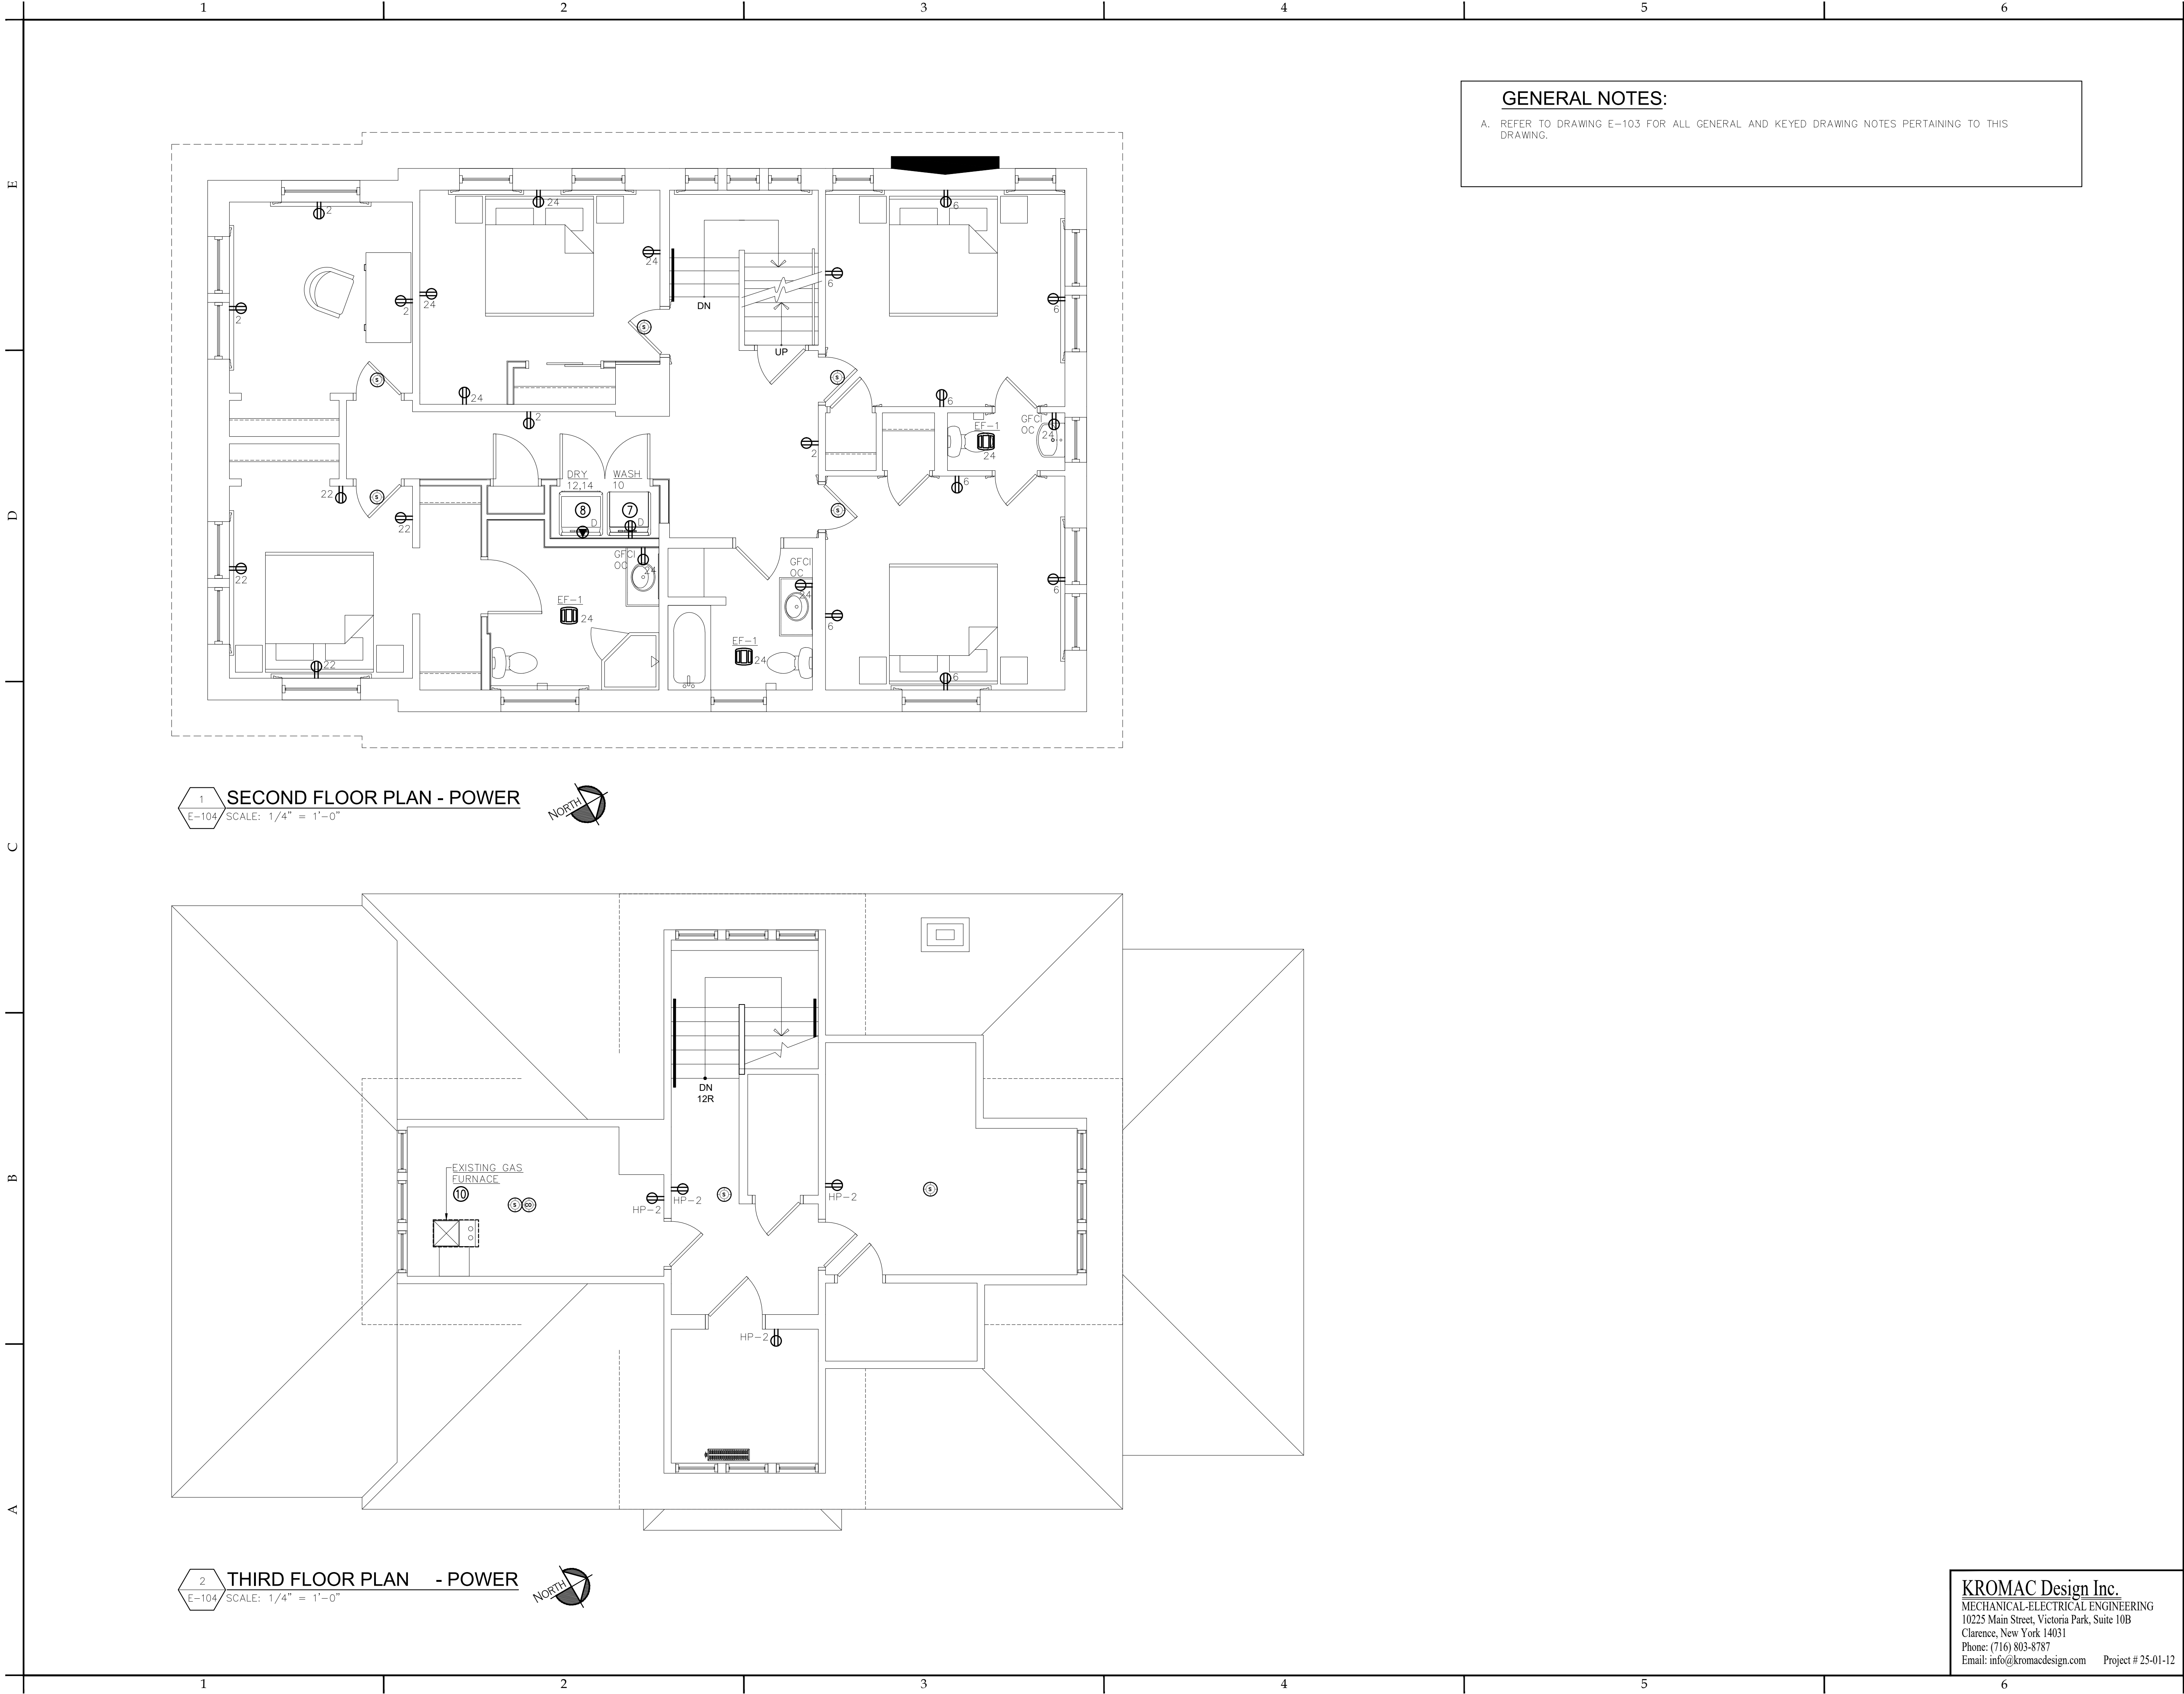 1 2 3 4 5 6
GENERAL NOTES:
A. REFER TO DRAWING E-103 FOR ALL GENERAL AND KEYED DRAWING NOTES PERTAINING TO THIS
DRAWING.
E
2
24
6
24
6
2
2
24
6
DN
UP
S
S
S
24
2
6
GFCI
OC
24
EF-1
24
2
DRY
12,14
WASH
10
6
22
S
8
7
D
D
S
22
GFCI
OC
24
GFCI
OC
24
22
6
EF-1
24
6
EF-1
24
22
6
D
1
E-104
SECOND FLOOR PLAN - POWER
SCALE: 1/4" = 1'-0"
NORTH
C
DN
12R
EXISTING GAS
FURNACE
10
S
CO
HP-2
HP-2
S
HP-2
S
B
HP-2
A
2
E-104
THIRD FLOOR PLAN - POWER
SCALE: 1/4" = 1'-0"
NORTH
KROMAC Design Inc.
MECHANICAL-ELECTRICAL ENGINEERING
10225 Main Street, Victoria Park, Suite 10B
Clarence, New York 14031
Phone: (716) 803-8787
Email: info@kromacdesign.com Project # 25-01-12
1 2 3 4 5 6